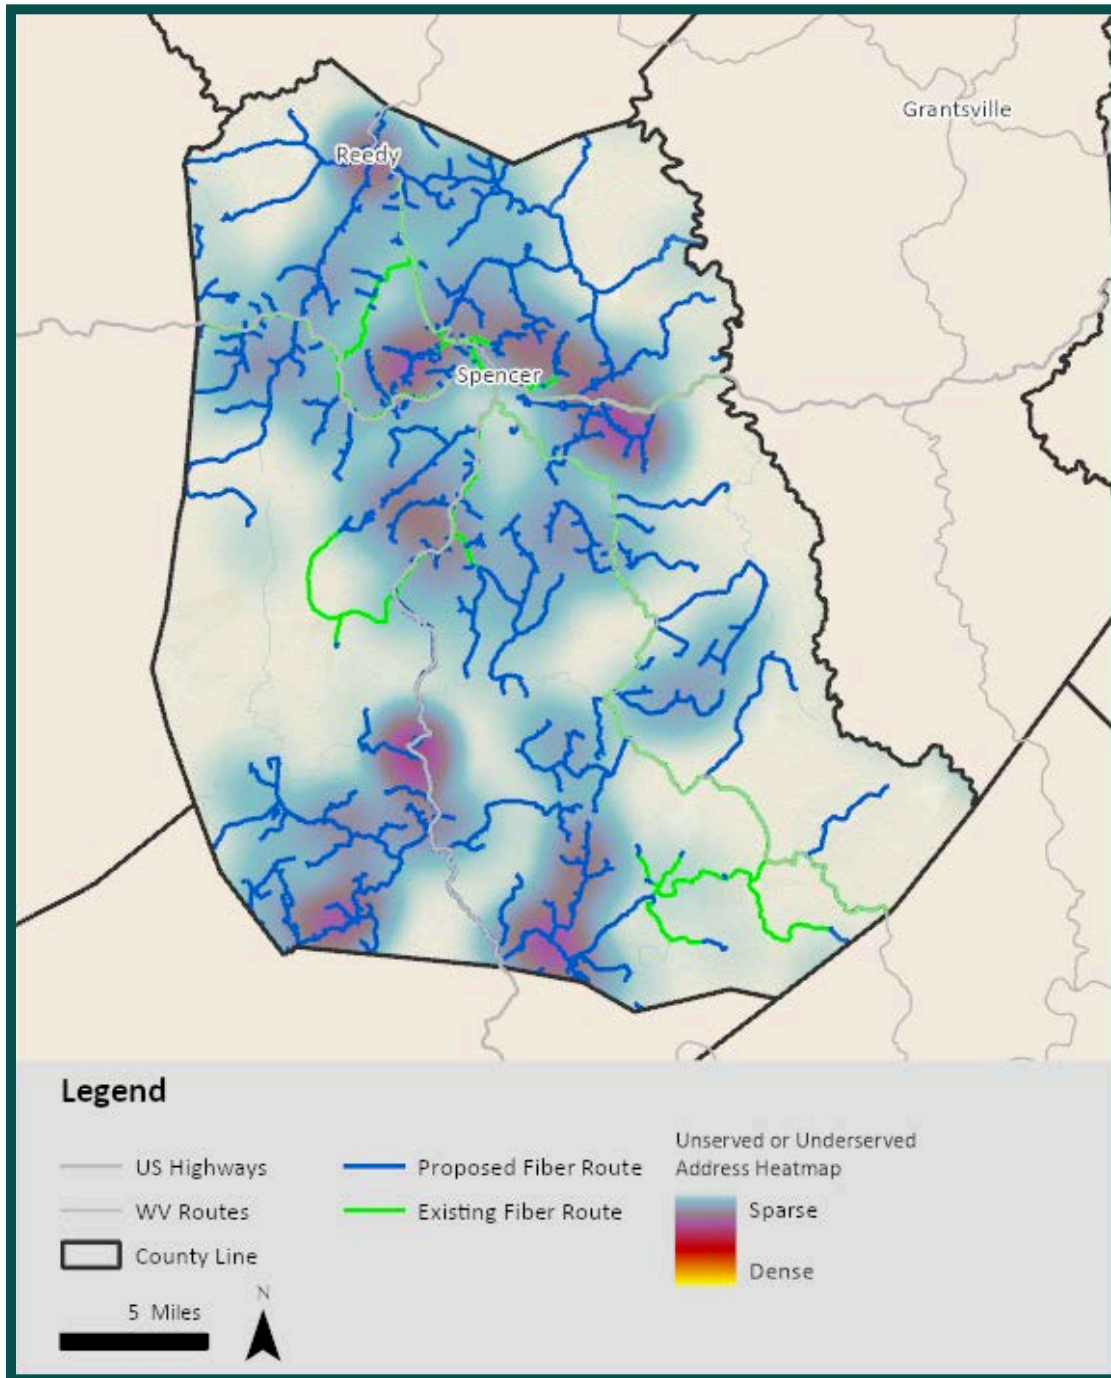 Grantsville
Reedy
Spencer
Legend
US Highways
WV Routes
County Line
Proposed Fiber Route
Existing Fiber Route
Unserved or Underserved
Address Heatmap
Sparse
Dense
5 Miles
N